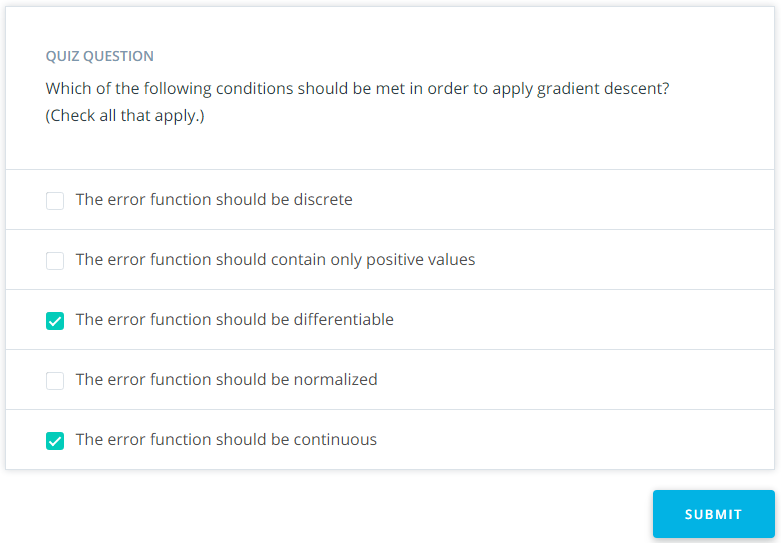 QUIZ QUESTION
Which of the following conditions should be met in order to apply gradient descent?
(Check all that apply.)
The error function should be discrete
The error function should contain only positive values
The error function should be differentiable
The error function should be normalized
The error function should be continuous
SUBMIT